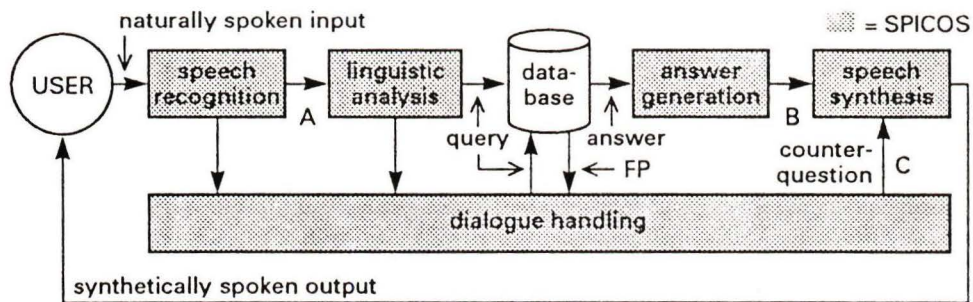 naturally spoken input
= SPICOS
USER
speech
recognition
A
linguistic
analysis
data-
base
answer
generation
B
speech
synthesis
query
answer
FP
counter-
question
C
dialogue handling
synthetically spoken output